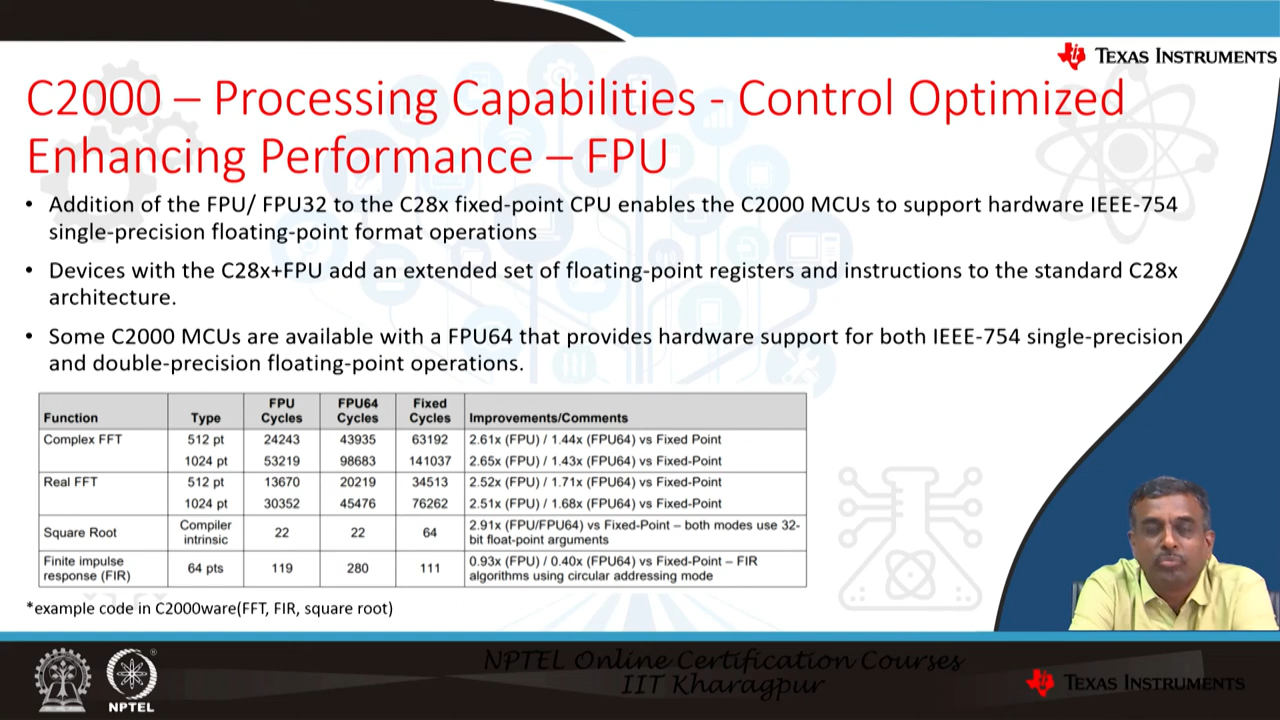 TEXAS INSTRUMENTS
C2000 – Processing Capabilities - Control Optimized
Enhancing Performance – FPU
• Addition of the FPU/ FPU32 to the C28x fixed-point CPU enables the C2000 MCUs to support hardware IEEE-754
single-precision floating-point format operations
• Devices with the C28x+FPU add an extended set of floating-point registers and instructions to the standard C28x
architecture.
• Some C2000 MCUs are available with a FPU64 that provides hardware support for both IEEE-754 single-precision
and double-precision floating-point operations.
Function Type FPU Cycles FPU64 Cycles Fixed Cycles Improvements/Comments
Complex FFT 512 pt 24243 43935 63192 2.61x (FPU) / 1.44x (FPU64) vs Fixed Point
1024 pt 53219 98683 141037 2.65x (FPU) / 1.43x (FPU64) vs Fixed-Point
Real FFT 512 pt 13670 20219 34513 2.52x (FPU) / 1.71x (FPU64) vs Fixed-Point
1024 pt 30352 45476 76262 2.51x (FPU) / 1.68x (FPU64) vs Fixed-Point
Square Root Compiler intrinsic 22 22 64 2.91x (FPU/FPU64) vs Fixed-Point – both modes use 32-
bit float-point arguments
Finite impulse response (FIR) 64 pts 119 280 111 0.93x (FPU) / 0.40x (FPU64) vs Fixed-Point – FIR
algorithms using circular addressing mode
*example code in C2000ware(FFT, FIR, square root)
NPTEL Online Certification Courses
IIT Kharagpur
NPTEL
TEXAS INSTRUMENTS